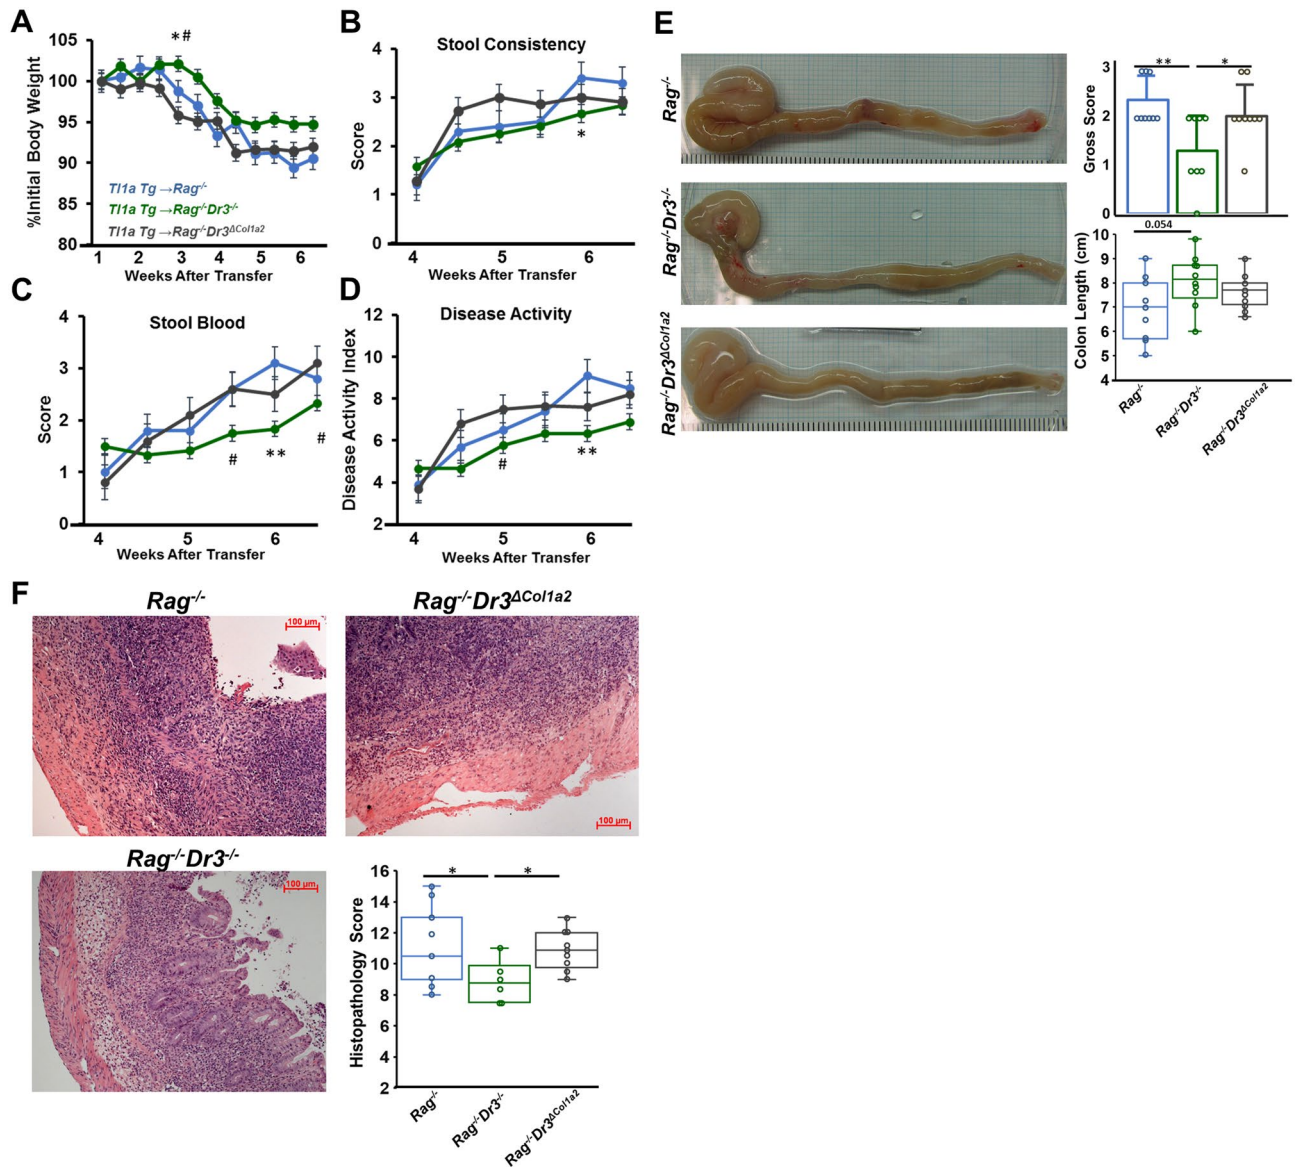 A
105
100
95
90
85
80
%Initial Body Weight
*#
Tl1a Tg →Rag-/-
Tl1a Tg →Rag-/-Dr3-/-
Tl1a Tg →Rag-/-Dr3ΔCol1a2
1 2 3 4 5 6
Weeks After Transfer
B
Stool Consistency
4
3
2
1
0
Score
*
4 5 6
Weeks After Transfer
C
Stool Blood
4
3
2
1
0
Score
# ** #
4 5 6
Weeks After Transfer
D
Disease Activity
12
10
8
6
4
2
Disease Activity Index
# **
4 5 6
Weeks After Transfer
E
Rag-/-
Rag-/-Dr3-/-
Rag-/-Dr3ΔCol1a2
3
2
1
0
Gross Score
** *
0.054
10
9
8
7
6
5
4
Colon Length (cm)
Rag-/-
Rag-/-Dr3-/-
Rag-/-Dr3ΔCol1a2
F
Rag-/-
100 µm
Rag-/-Dr3ΔCol1a2
100 µm
Rag-/-Dr3-/-
100 µm
16
14
12
10
8
6
4
2
Histopathology Score
* *
Rag-/-
Rag-/-Dr3-/-
Rag-/-Dr3ΔCol1a2